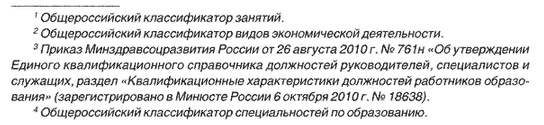 ¹ Общероссийский классификатор занятий.
² Общероссийский классификатор видов экономической деятельности.
³ Приказ Минздравсоцразвития России от 26 августа 2010 г. № 761н «Об утверждении
Единого квалификационного справочника должностей руководителей, специалистов и
служащих, раздел «Квалификационные характеристики должностей работников образо-
вания» (зарегистрировано в Минюсте России 6 октября 2010 г. № 18638).
⁴ Общероссийский классификатор специальностей по образованию.